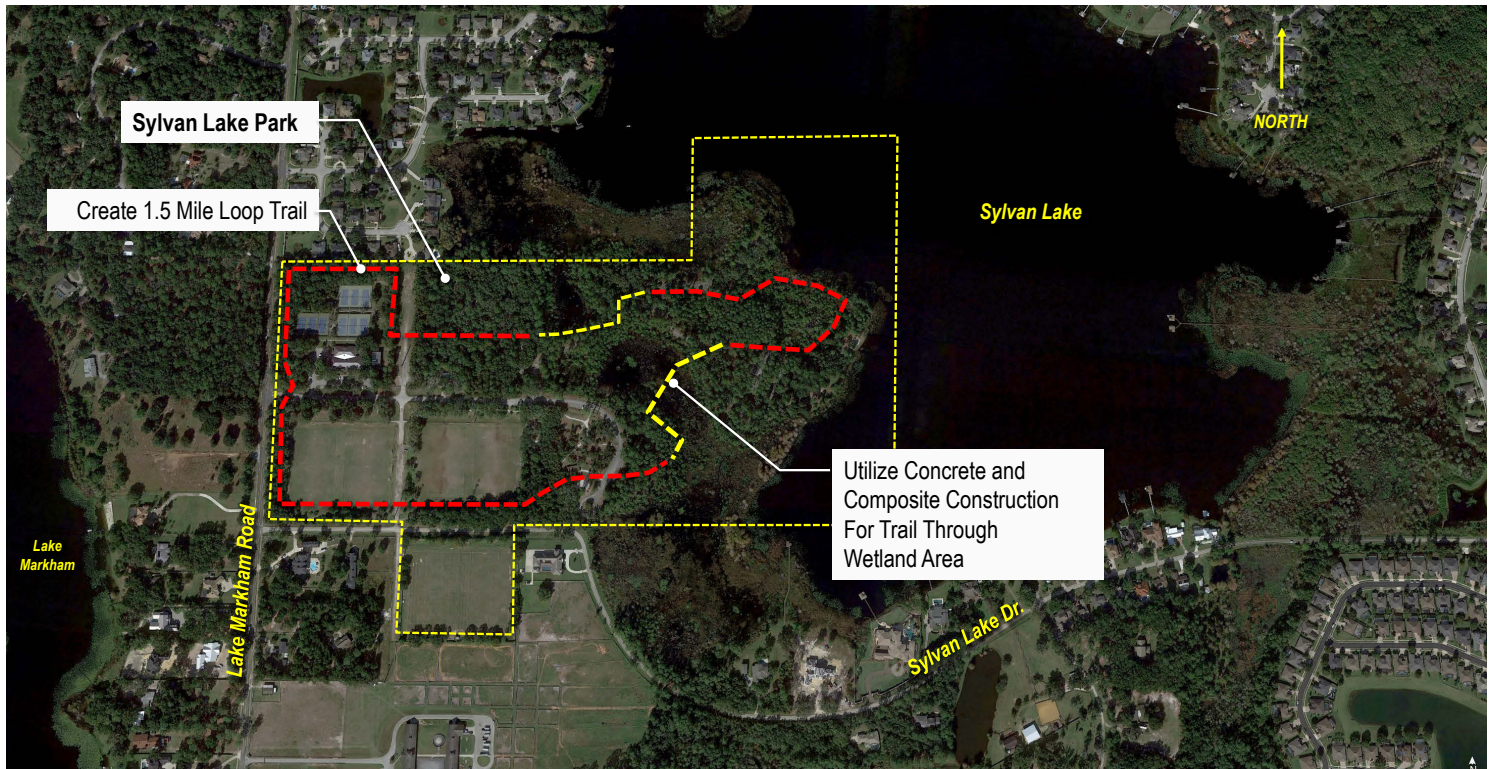 Sylvan Lake Park
Create 1.5 Mile Loop Trail
NORTH
Sylvan Lake
Utilize Concrete and
Composite Construction
For Trail Through
Wetland Area
Lake
Markham
Lake Markham Road
Sylvan Lake Dr.
N